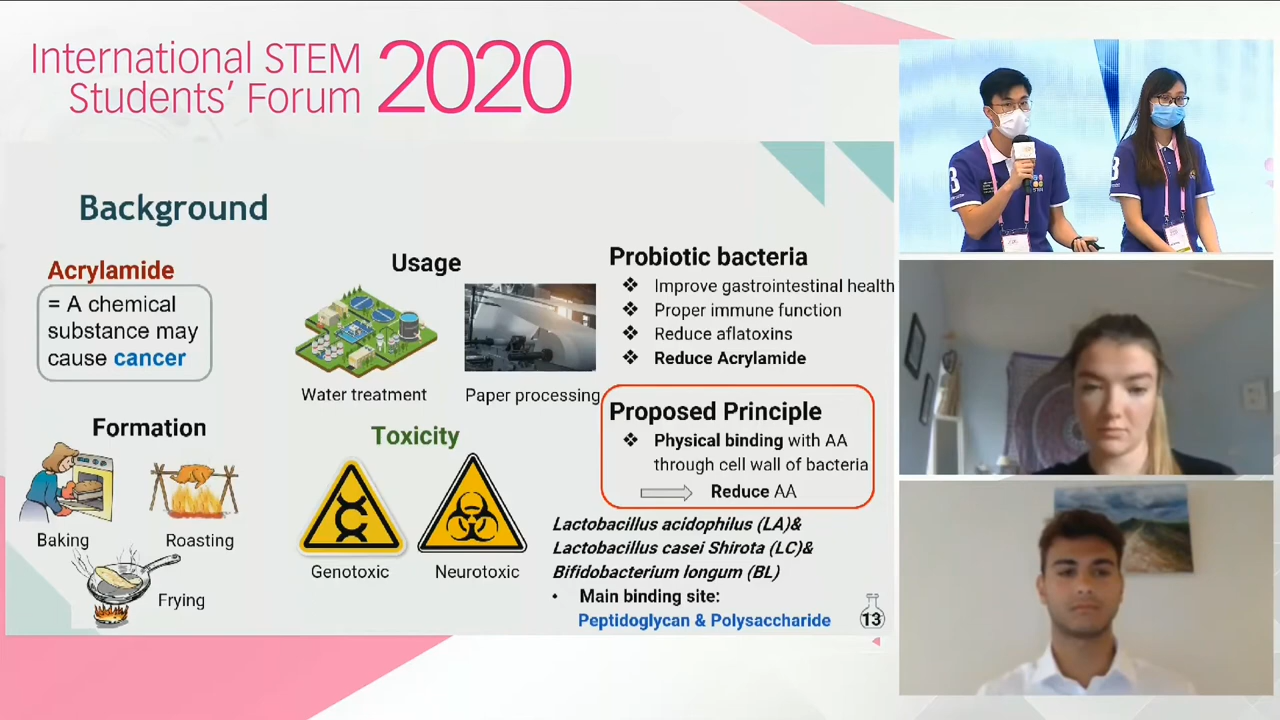 International STEM
Students' Forum
2020
Background
Acrylamide
= A chemical
substance may
cause cancer
Formation
Baking
Roasting
Frying
Usage
Water treatment
Paper processing
Toxicity
Genotoxic
Neurotoxic
Probiotic bacteria
❖ Improve gastrointestinal health
❖ Proper immune function
❖ Reduce aflatoxins
❖ Reduce Acrylamide
Proposed Principle
❖ Physical binding with AA
through cell wall of bacteria
Reduce AA
Lactobacillus acidophilus (LA)&
Lactobacillus casei Shirota (LC)&
Bifidobacterium longum (BL)
• Main binding site:
Peptidoglycan & Polysaccharide
13